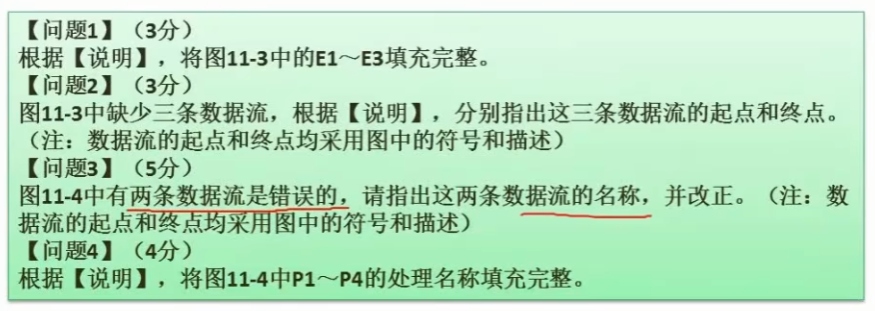 【问题1】（3分）
根据【说明】，将图11-3中的E1～E3填充完整。
【问题2】（3分）
图11-3中缺少三条数据流，根据【说明】，分别指出这三条数据流的起点和终点。
（注：数据流的起点和终点均采用图中的符号和描述）
【问题3】（5分）
图11-4中有两条数据流是错误的，请指出这两条数据流的名称，并改正。（注：数
据流的起点和终点均采用图中的符号和描述）
【问题4】（4分）
根据【说明】，将图11-4中P1～P4的处理名称填充完整。